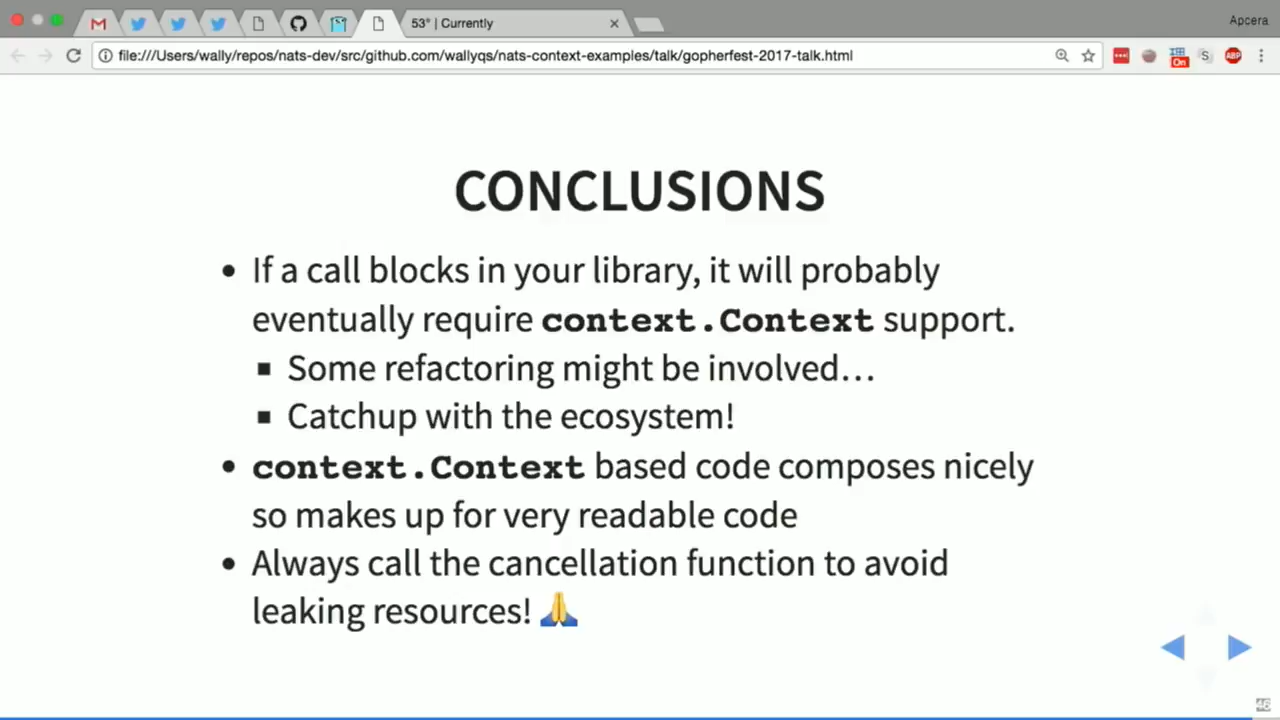 53° | Currently
Apcera
file:///Users/wally/repos/nats-dev/src/github.com/wallyqs/nats-context-examples/talk/gopherfest-2017-talk.html
On
S
ABP
CONCLUSIONS
• If a call blocks in your library, it will probably
eventually require context.Context support.
▪ Some refactoring might be involved…
▪ Catchup with the ecosystem!
• context.Context based code composes nicely
so makes up for very readable code
• Always call the cancellation function to avoid
leaking resources! 🙏
46